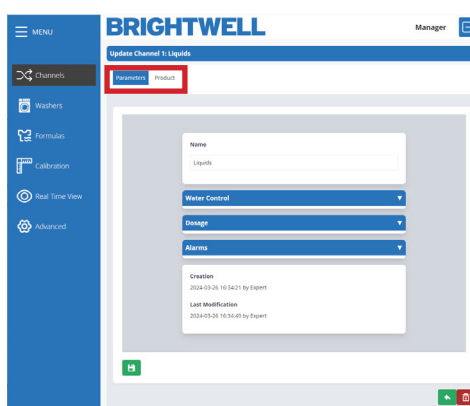 MENU
BRIGHTWELL
Manager
Update Channel 1: Liquids
Channels
Parameters Product
Washers
Formulas
Name
Liquids
Calibration
Real Time View
Water Control
Dosage
Advanced
Alarms
Creation
2024-03-26 16:34:21 by Expert
Last Modification
2024-03-26 16:34:40 by Expert